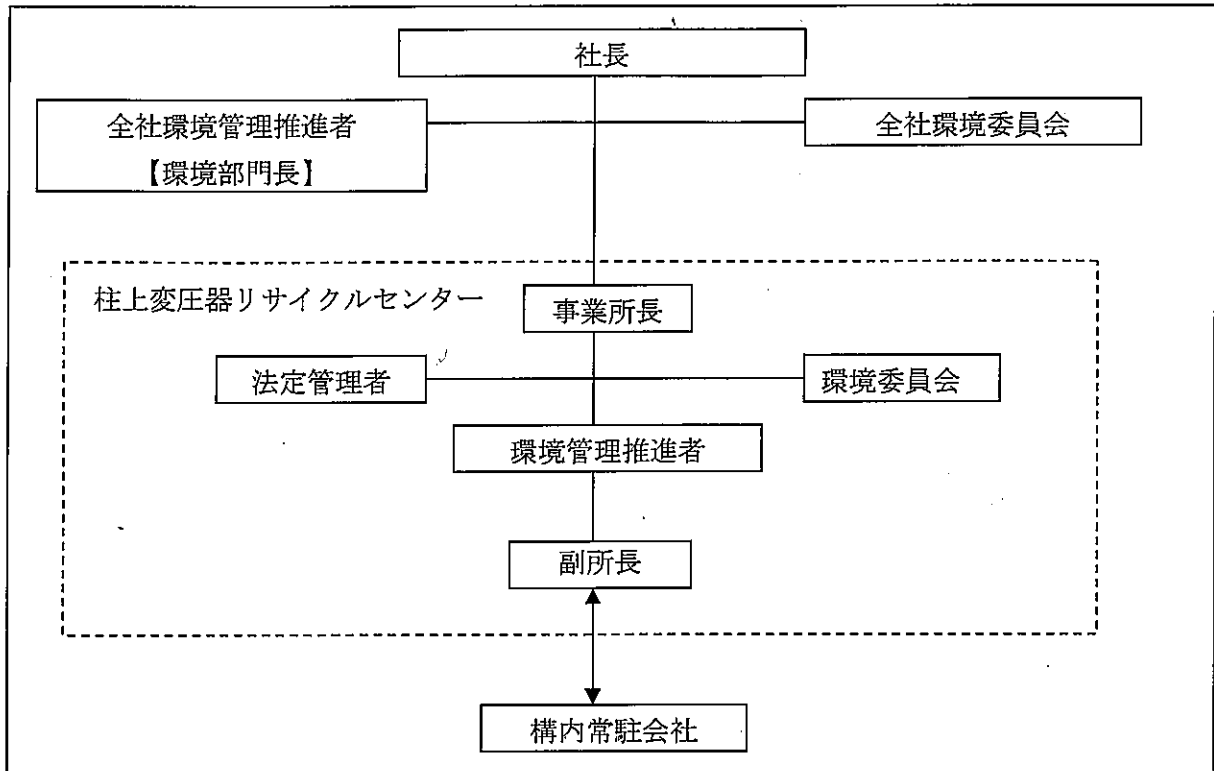 社長
全社環境管理推進者
【環境部門長】
全社環境委員会
柱上変圧器リサイクルセンター
事業所長
法定管理者
環境委員会
環境管理推進者
副所長
構内常駐会社